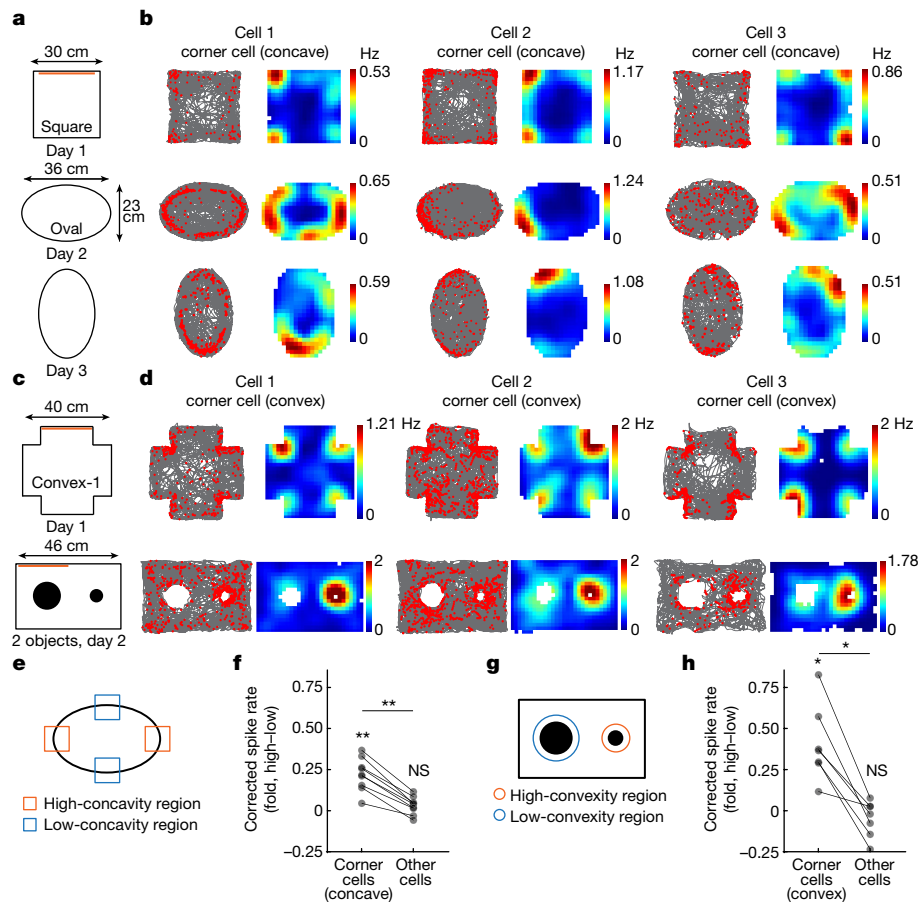 a
30 cm
Square
Day 1
36 cm
23 cm
Oval
Day 2
Day 3
b
Cell 1
corner cell (concave)
Hz
0.53
0
0.65
0
0.59
0
Cell 2
corner cell (concave)
Hz
1.17
0
1.24
0
1.08
0
Cell 3
corner cell (concave)
Hz
0.86
0
0.51
0
0.51
0
c
40 cm
Convex-1
Day 1
46 cm
2 objects, day 2
d
Cell 1
corner cell (convex)
1.21 Hz
0
2
0
Cell 2
corner cell (convex)
2 Hz
0
2
0
Cell 3
corner cell (convex)
2 Hz
0
1.78
0
e
High-concavity region
Low-concavity region
f
Corrected spike rate
(fold, high–low)
0.75
0.50
0.25
0
−0.25
**
**
NS
Corner
cells
(concave)
Other
cells
g
High-convexity region
Low-convexity region
h
Corrected spike rate
(fold, high–low)
0.75
0.50
0.25
0
−0.25
*
*
NS
Corner
cells
(convex)
Other
cells